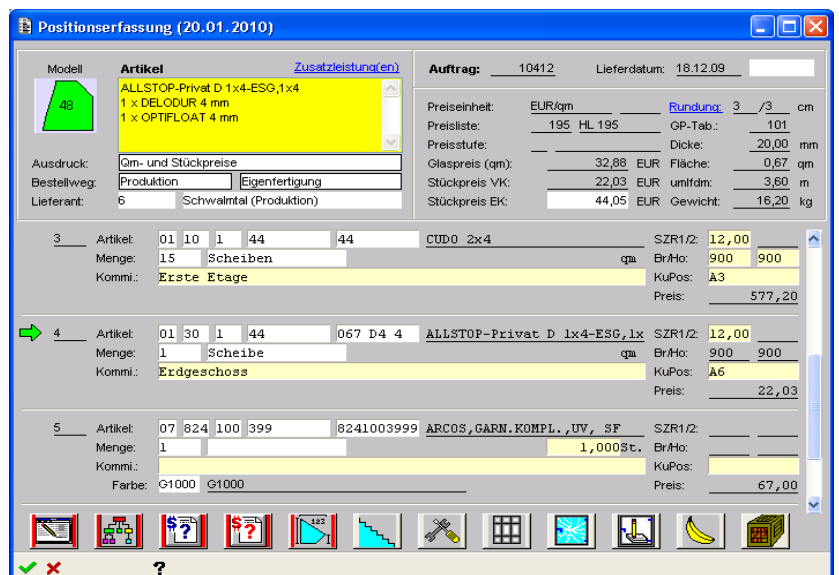 Positionserfassung (20.01.2010)
Modell Artikel Zusatzleistung(en)
48
ALLSTOP-Privat D 1x4-ESG,1x4
1 x DELODUR 4 mm
1 x OPTIFLOAT 4 mm
Ausdruck: Qm- und Stückpreise
Bestellweg: Produktion Eigenfertigung
Lieferant: 6 Schwalmtal (Produktion)
Auftrag: 10412 Lieferdatum: 18.12.09
Preiseinheit: EUR/qm Rundung: 3 /3 cm
Preisliste: 195 HL 195 GP-Tab.: 101
Preisstufe: Dicke: 20,00 mm
Glaspreis (qm): 32,88 EUR Fläche: 0,67 qm
Stückpreis VK: 22,03 EUR umlfdm: 3,60 m
Stückpreis EK: 44,05 EUR Gewicht: 16,20 kg
3 Artikel: 01 10 1 44 44 CUDO 2x4 SZR1/2: 12,00
Menge: 15 Scheiben qm Br/Ho: 900 900
Kommi.: Erste Etage KuPos: A3
Preis: 577,20
4 Artikel: 01 30 1 44 067 D4 4 ALLSTOP-Privat D 1x4-ESG,1x SZR1/2: 12,00
Menge: 1 Scheibe qm Br/Ho: 900 900
Kommi.: Erdgeschoss KuPos: A6
Preis: 22,03
5 Artikel: 07 824 100 399 8241003999 ARCOS,GARN.KOMPL.,UV, SF SZR1/2:
Menge: 1 1,000St. Br/Ho:
Kommi.: KuPos:
Farbe: G1000 G1000 Preis: 67,00
$? $? 123
?